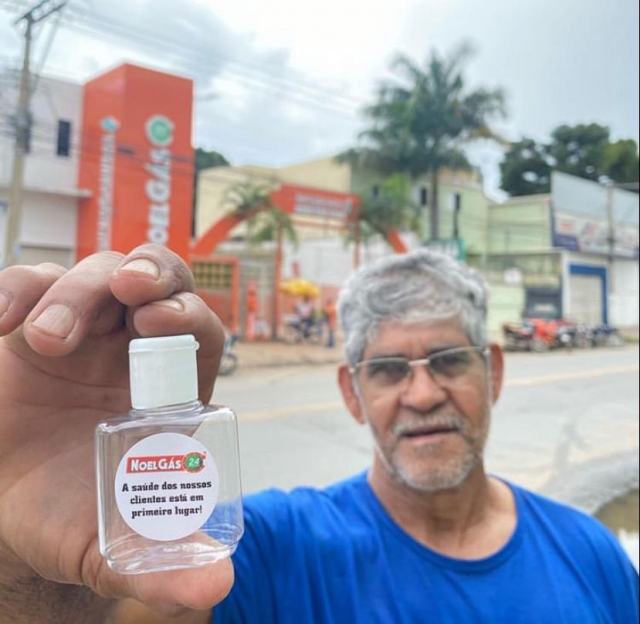 NOELGÁS
NOELGÁS 24
A saúde dos nossos
clientes está em
primeiro lugar!